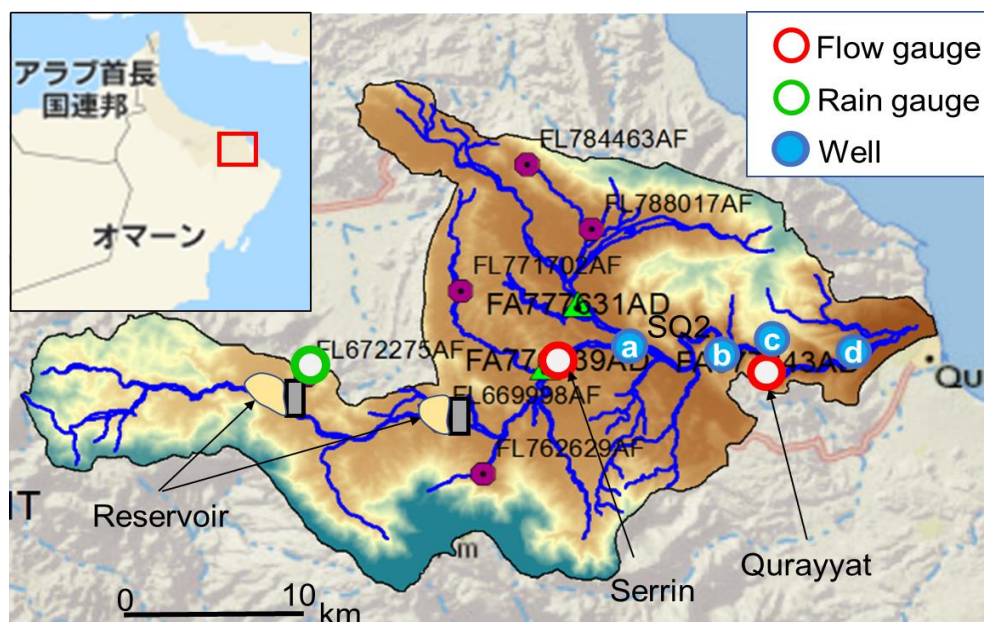 アラブ首長
国連邦
オマーン
Flow gauge
Rain gauge
Well
FL784463AF
FL788017AF
FL771702AF
FA777631AD
SQ2
FL672275AF
a
b
c
d
FL669998AF
FL762629AF
Reservoir
Serrin
Qurayyat
0
10
km